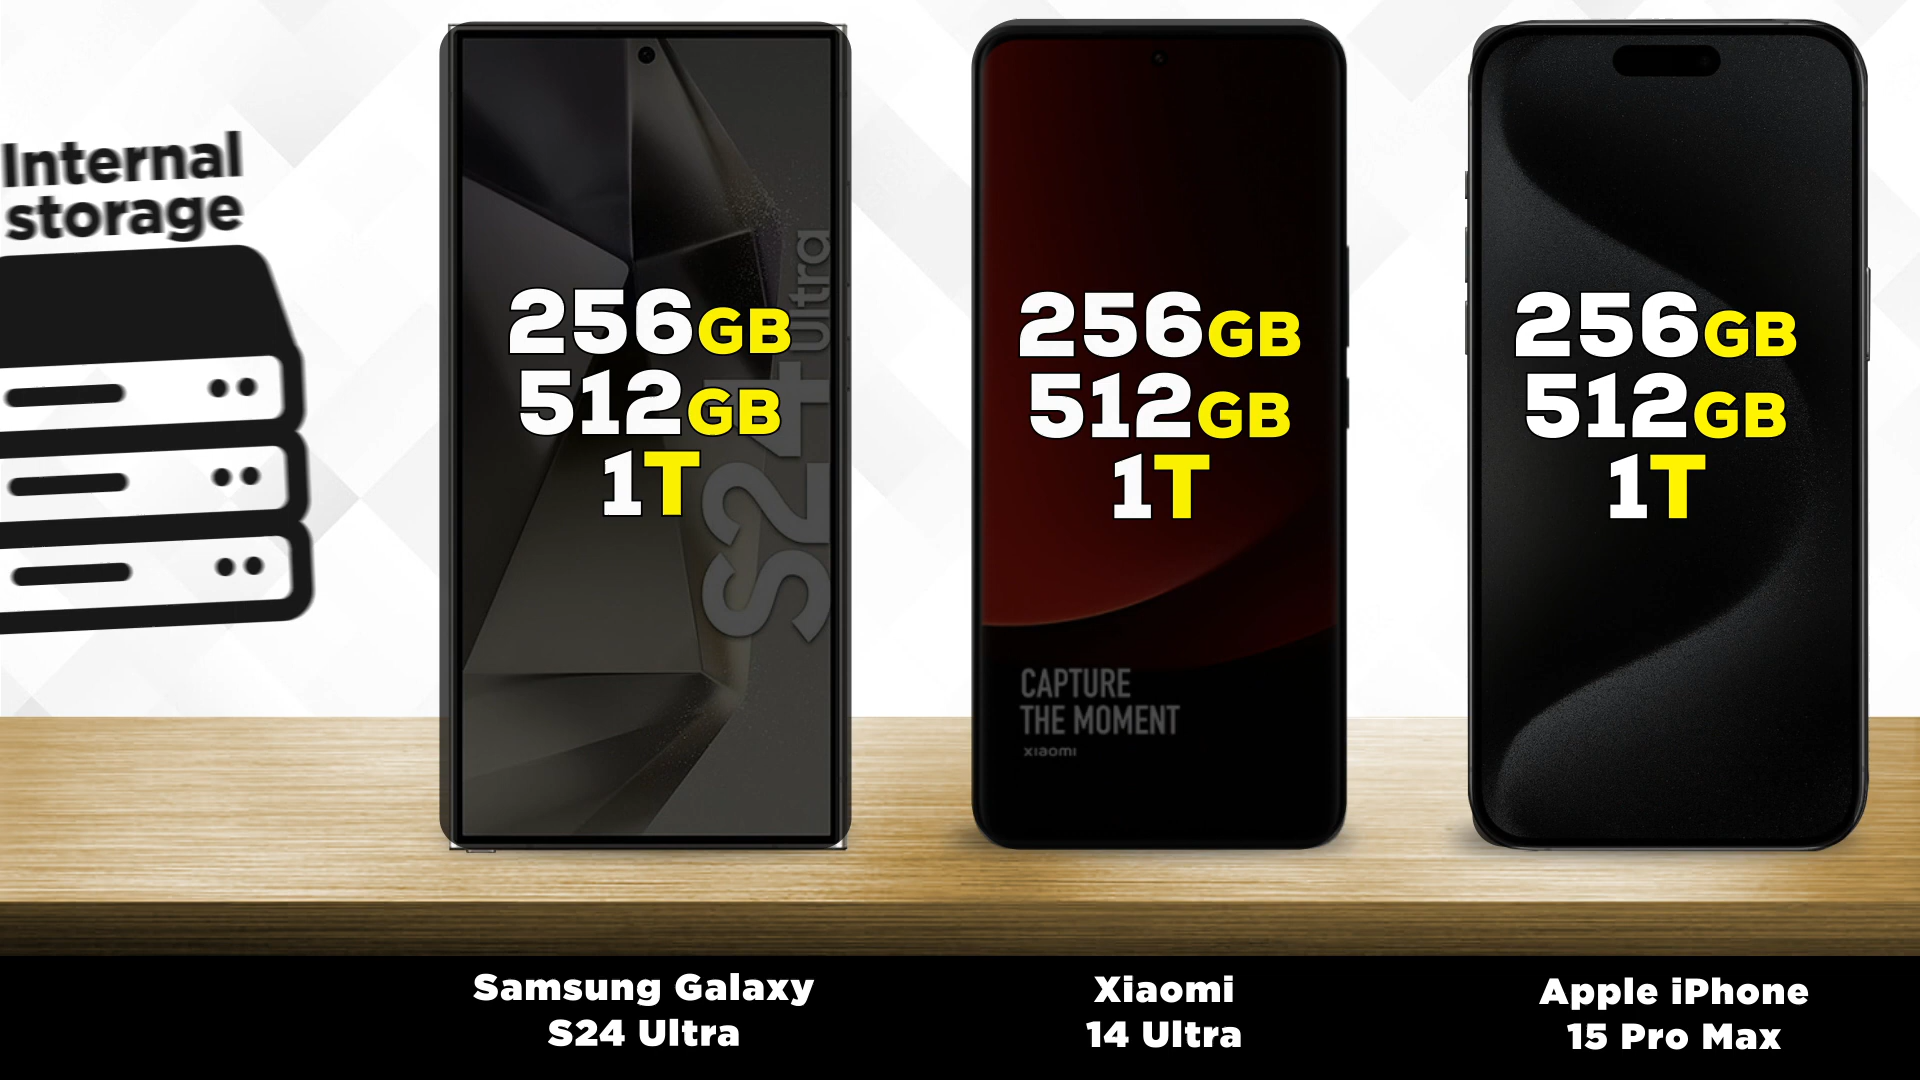 Internal
storage
256GB
512GB
1T
S24 Ultra
256GB
512GB
1T
CAPTURE
THE MOMENT
xiaomi
256GB
512GB
1T
Samsung Galaxy
S24 Ultra
Xiaomi
14 Ultra
Apple iPhone
15 Pro Max